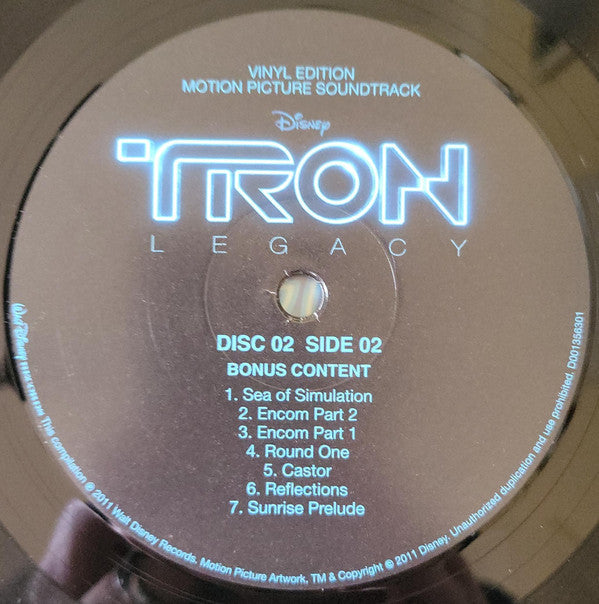 VINYL EDITION
MOTION PICTURE SOUNDTRACK
Disney
TRON
LEGACY
DISC 02 SIDE 02
BONUS CONTENT
1. Sea of Simulation
2. Encom Part 2
3. Encom Part 1
4. Round One
5. Castor
6. Reflections
7. Sunrise Prelude
Walt Disney This compilation ℗ 2011 Walt Disney Records. Motion Picture Artwork, TM & Copyright © 2011 Disney. Unauthorized duplication and use prohibited. D001356301